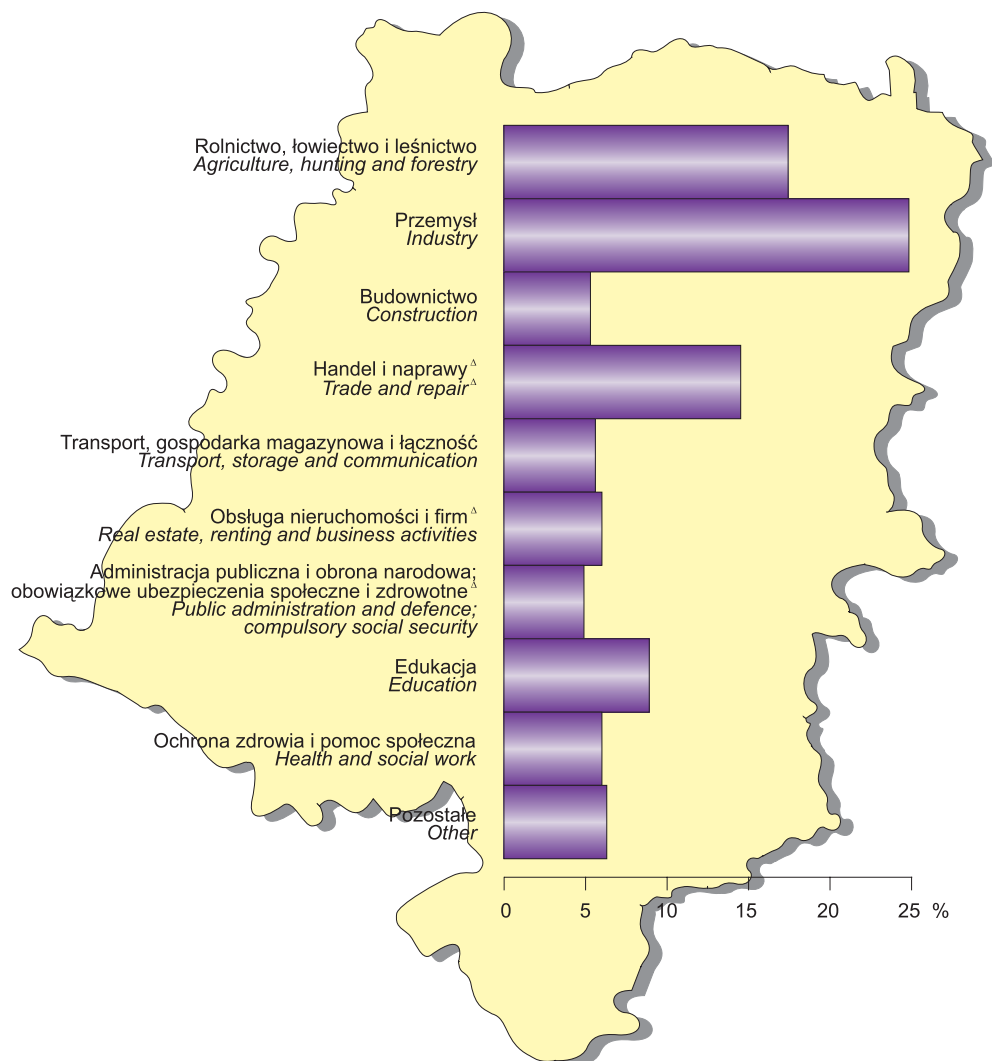 Rolnictwo, łowiectwo i leśnictwo
Agriculture, hunting and forestry
Przemysł
Industry
Budownictwo
Construction
Handel i naprawy Δ
Trade and repair Δ
Transport, gospodarka magazynowa i łączność
Transport, storage and communication
Obsługa nieruchomości i firm Δ
Real estate, renting and business activities
Administracja publiczna i obrona narodowa;
obowiązkowe ubezpieczenia społeczne i zdrowotne Δ
Public administration and defence;
compulsory social security
Edukacja
Education
Ochrona zdrowia i pomoc społeczna
Health and social work
Pozostałe
Other
0 5 10 15 20 25 %